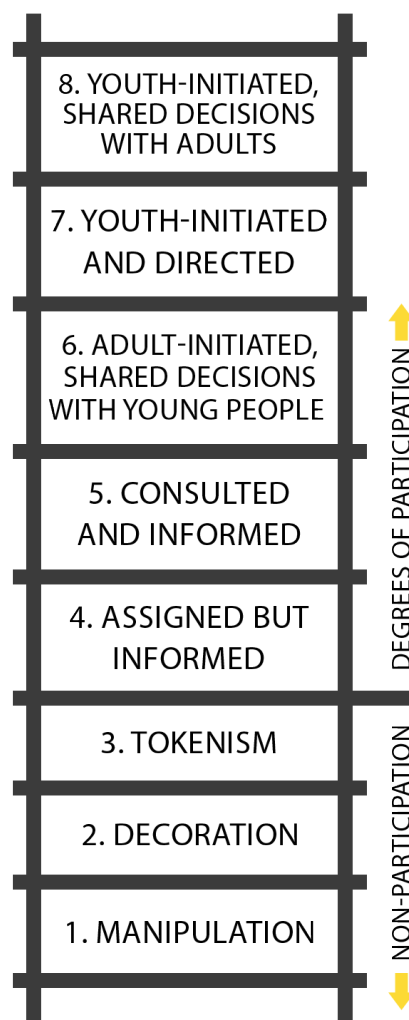 8. YOUTH-INITIATED,
SHARED DECISIONS
WITH ADULTS
7. YOUTH-INITIATED
AND DIRECTED
6. ADULT-INITIATED,
SHARED DECISIONS
WITH YOUNG PEOPLE
5. CONSULTED
AND INFORMED
4. ASSIGNED BUT
INFORMED
3. TOKENISM
2. DECORATION
1. MANIPULATION
DEGREES OF PARTICIPATION
NON-PARTICIPATION